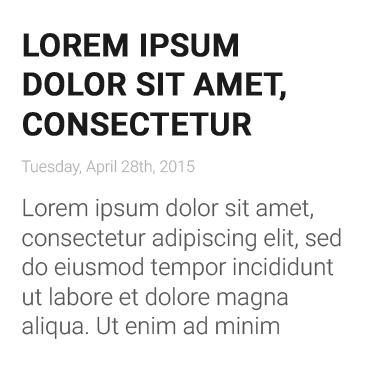 LOREM IPSUM
DOLOR SIT AMET,
CONSECTETUR
Tuesday, April 28th, 2015
Lorem ipsum dolor sit amet,
consectetur adipiscing elit, sed
do eiusmod tempor incididunt
ut labore et dolore magna
aliqua. Ut enim ad minim